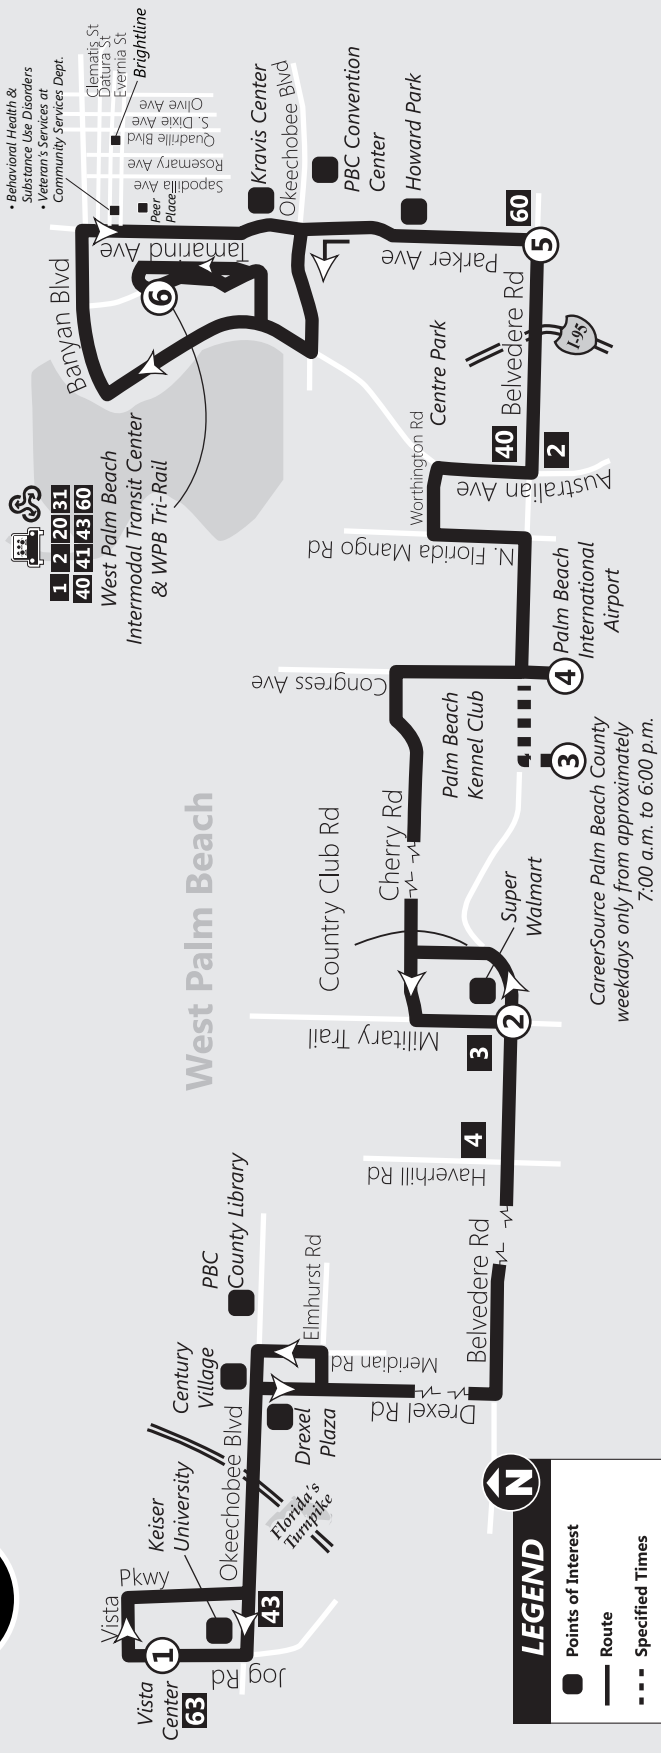 • Behavioral Health &
Substance Use Disorders
• Veteran's Services at
Community Services Dept.
Clematis St
Datura St
Evernia St
Brightline
Olive Ave
S. Dixie Ave
Quadrille Blvd
Rosemary Ave
Sapodilla Ave
Peer
Place
Kravis Center
Okeechobee Blvd
PBC Convention
Center
Howard Park
Banyan Blvd
Tamarind Ave
Parker Ave
60
5
6
Belvedere Rd
I-95
Centre Park
40
2
Worthington Rd
Australian Ave
N. Florida Mango Rd
1 2 20 31
40 41 43 60
West Palm Beach
Intermodal Transit Center
& WPB Tri-Rail
Congress Ave
Palm Beach
International
Airport
4
Palm Beach
Kennel Club
3
CareerSource Palm Beach County
weekdays only from approximately
7:00 a.m. to 6:00 p.m.
West Palm Beach
Cherry Rd
Country Club Rd
Super
Walmart
2
Military Trail
3
4
Haverhill Rd
Belvedere Rd
PBC
County Library
Elmhurst Rd
Meridian Rd
Century
Village
Drexel Rd
Drexel
Plaza
Okeechobee Blvd
Florida's
Turnpike
Keiser
University
Vista
Pkwy
43
Jog Rd
1
Vista
Center
63
N
LEGEND
Points of Interest
Route
Specified Times